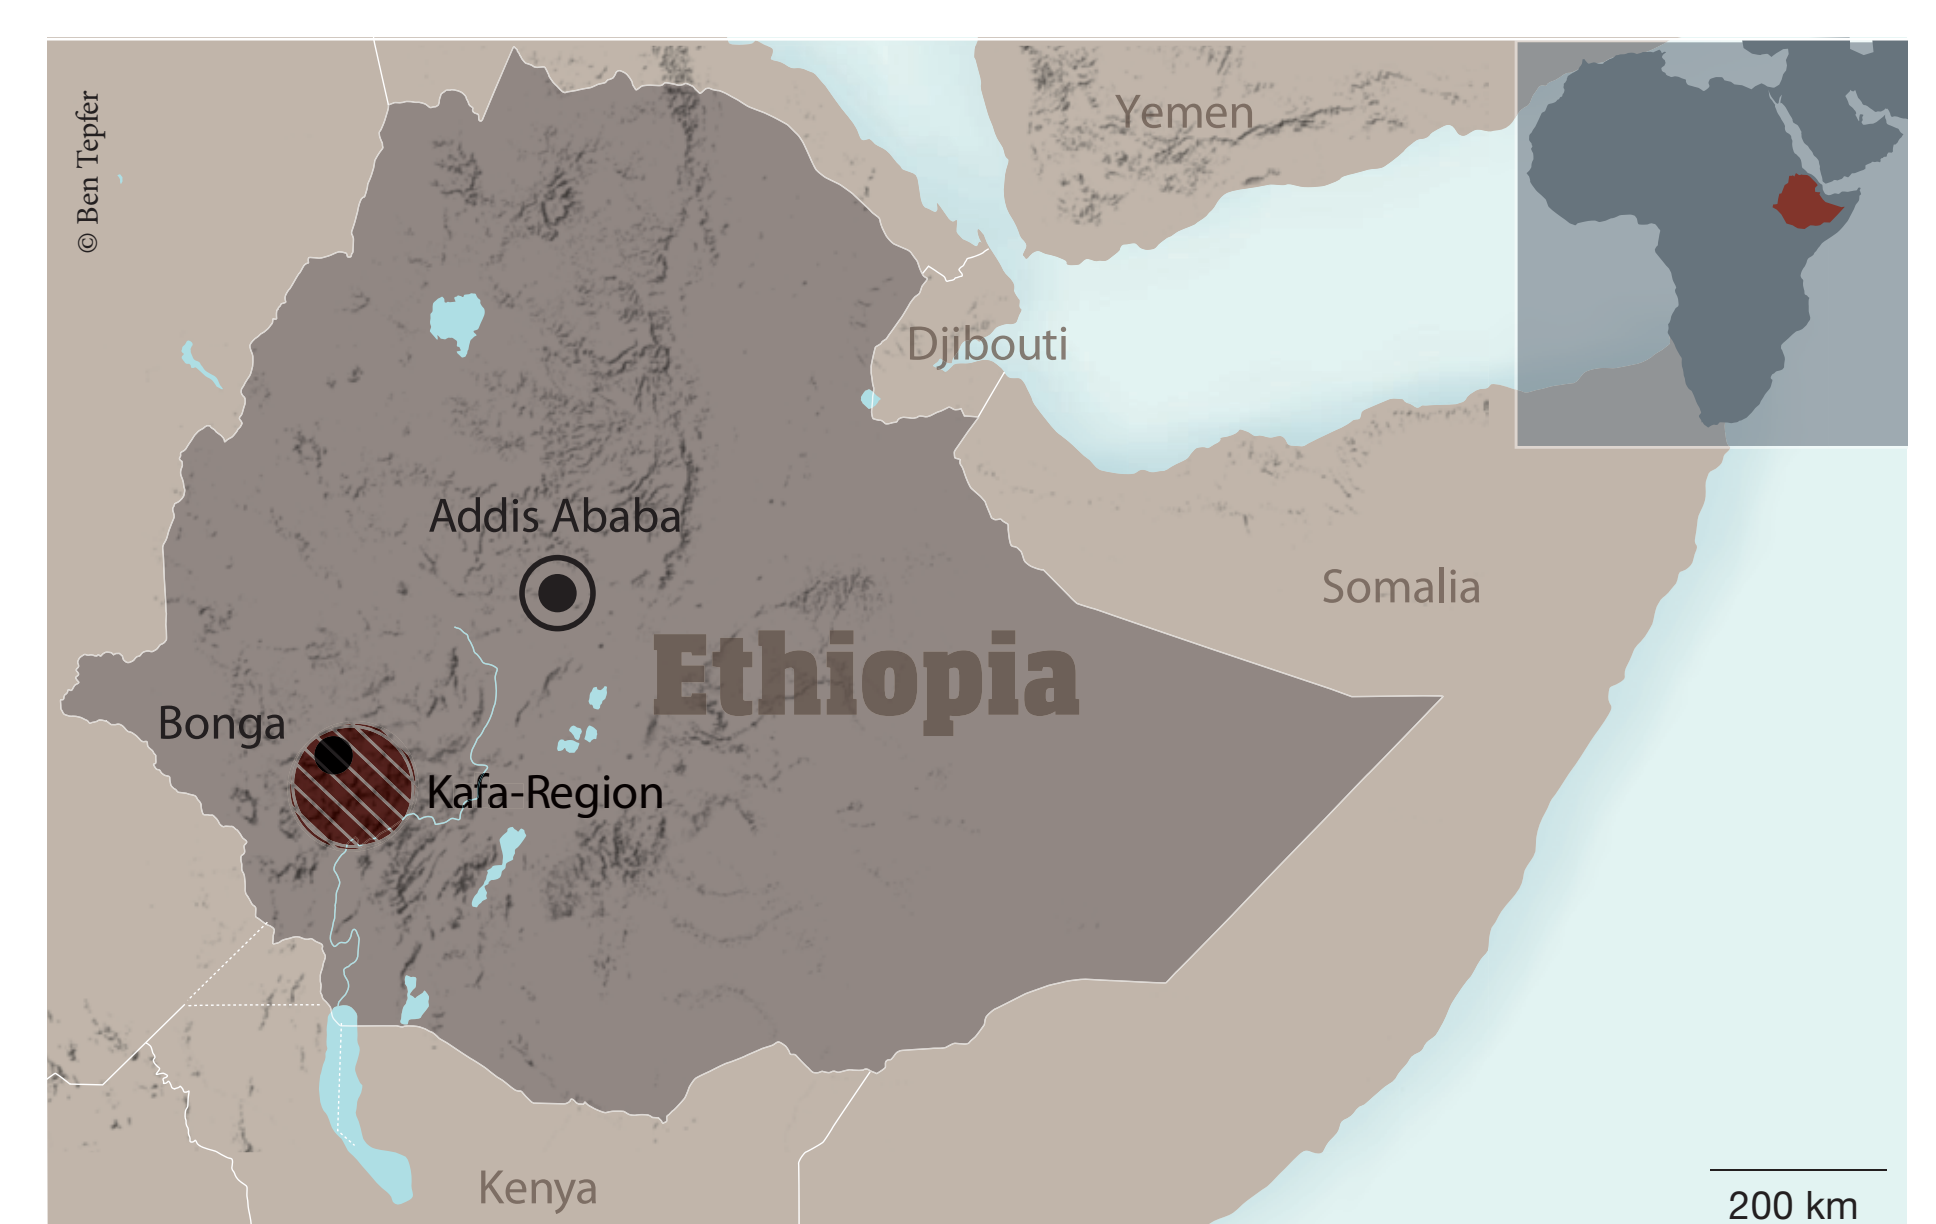 © Ben Tepfer
Yemen
Djibouti
Addis Ababa
Somalia
Ethiopia
Bonga
Kafa-Region
Kenya
200 km